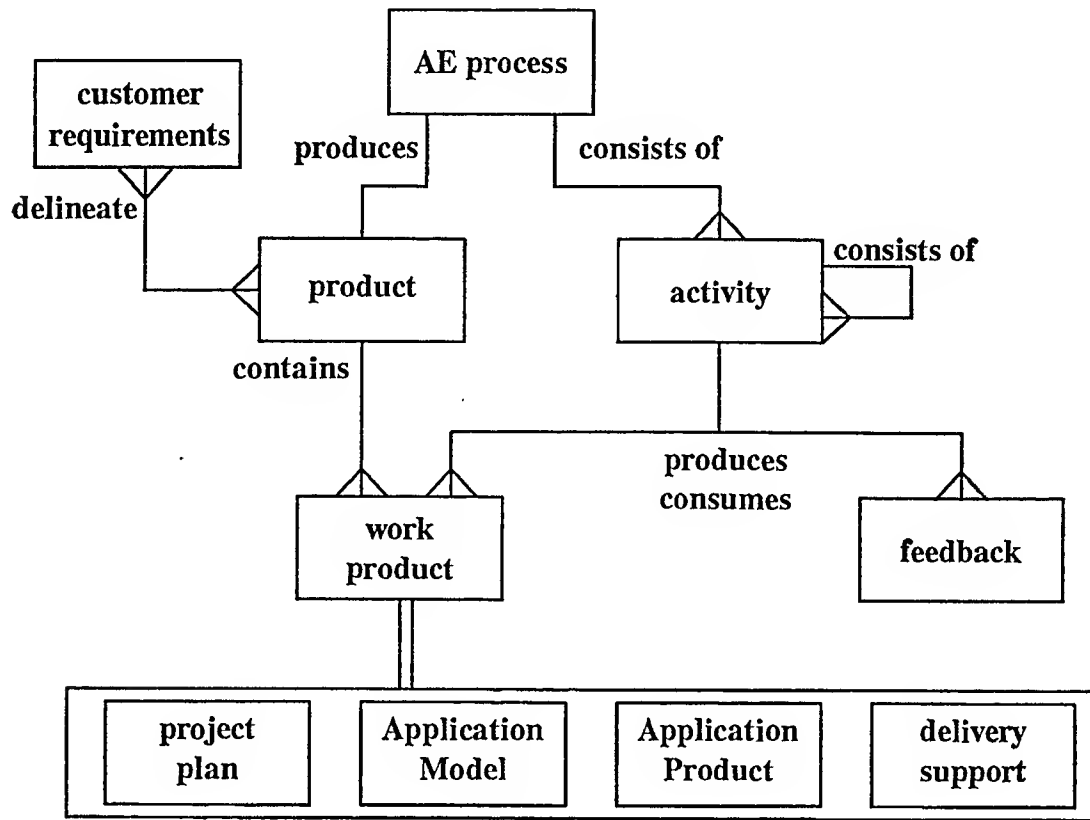 AE process
customer
requirements
produces
consists of
delineate
product
activity
consists of
contains
produces
consumes
work
product
feedback
project
plan
Application
Model
Application
Product
delivery
support